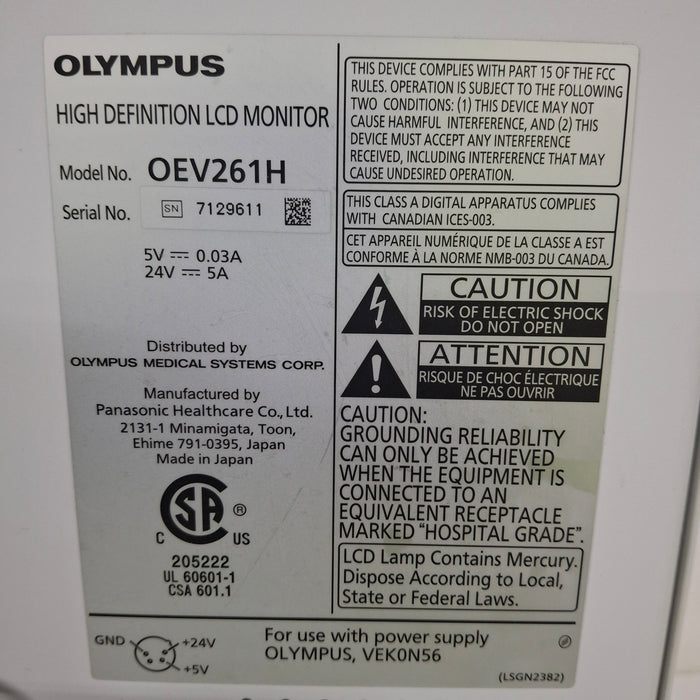 OLYMPUS
HIGH DEFINITION LCD MONITOR
Model No. OEV261H
Serial No. SN 7129611
5V ⎓ 0.03A
24V ⎓ 5A
Distributed by
OLYMPUS MEDICAL SYSTEMS CORP.
Manufactured by
Panasonic Healthcare Co., Ltd.
2131-1 Minamigata, Toon,
Ehime 791-0395, Japan
Made in Japan
CSA ®
C US
205222
UL 60601-1
CSA 601.1
THIS DEVICE COMPLIES WITH PART 15 OF THE FCC
RULES. OPERATION IS SUBJECT TO THE FOLLOWING
TWO CONDITIONS: (1) THIS DEVICE MAY NOT
CAUSE HARMFUL INTERFERENCE, AND (2) THIS
DEVICE MUST ACCEPT ANY INTERFERENCE
RECEIVED, INCLUDING INTERFERENCE THAT MAY
CAUSE UNDESIRED OPERATION.
THIS CLASS A DIGITAL APPARATUS COMPLIES
WITH CANADIAN ICES-003.
CET APPAREIL NUMÉRIQUE DE LA CLASSE A EST
CONFORME À LA NORME NMB-003 DU CANADA.
CAUTION
RISK OF ELECTRIC SHOCK
DO NOT OPEN
ATTENTION
RISQUE DE CHOC ÉLECTRIQUE
NE PAS OUVRIR
CAUTION:
GROUNDING RELIABILITY
CAN ONLY BE ACHIEVED
WHEN THE EQUIPMENT IS
CONNECTED TO AN
EQUIVALENT RECEPTACLE
MARKED “HOSPITAL GRADE”.
LCD Lamp Contains Mercury.
Dispose According to Local,
State or Federal Laws.
GND +24V
+5V
For use with power supply
OLYMPUS, VEK0N56
(LSGN2382)